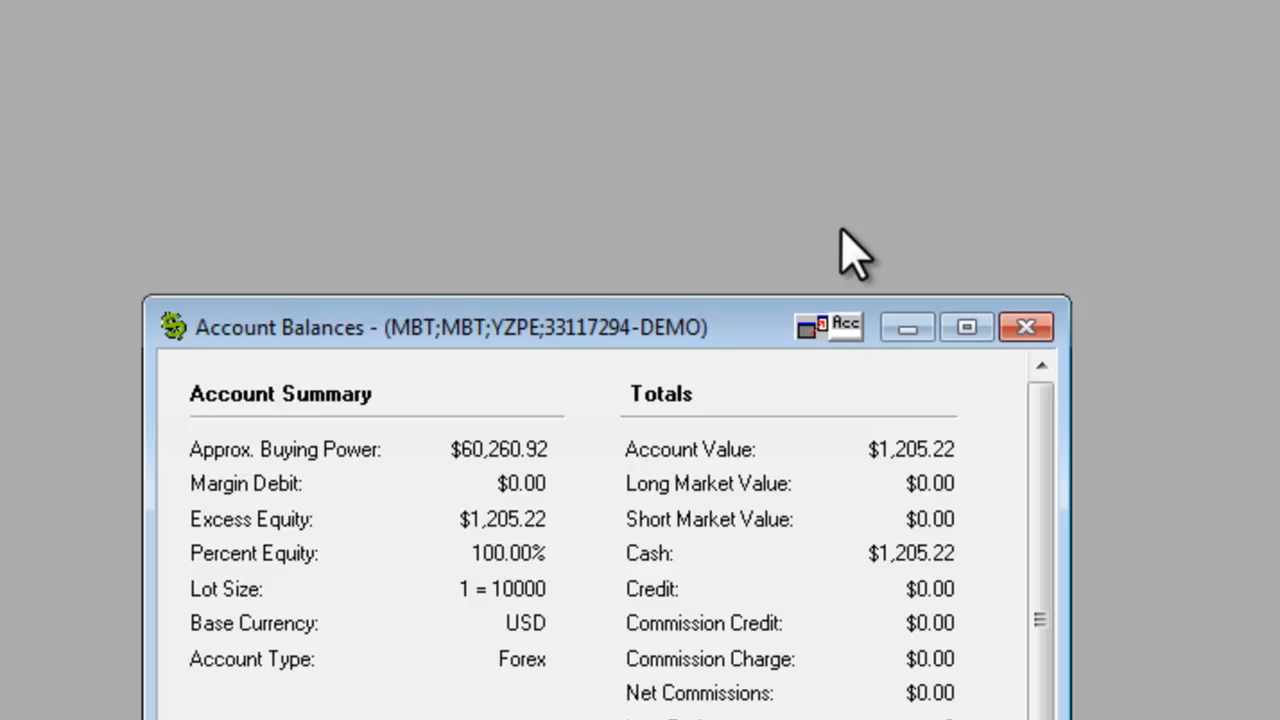 Account Balances - (MBT;MBT;YZPE;33117294-DEMO) Acc
Account Summary
Approx. Buying Power: $60,260.92
Margin Debit: $0.00
Excess Equity: $1,205.22
Percent Equity: 100.00%
Lot Size: 1 = 10000
Base Currency: USD
Account Type: Forex
Totals
Account Value: $1,205.22
Long Market Value: $0.00
Short Market Value: $0.00
Cash: $1,205.22
Credit: $0.00
Commission Credit: $0.00
Commission Charge: $0.00
Net Commissions: $0.00